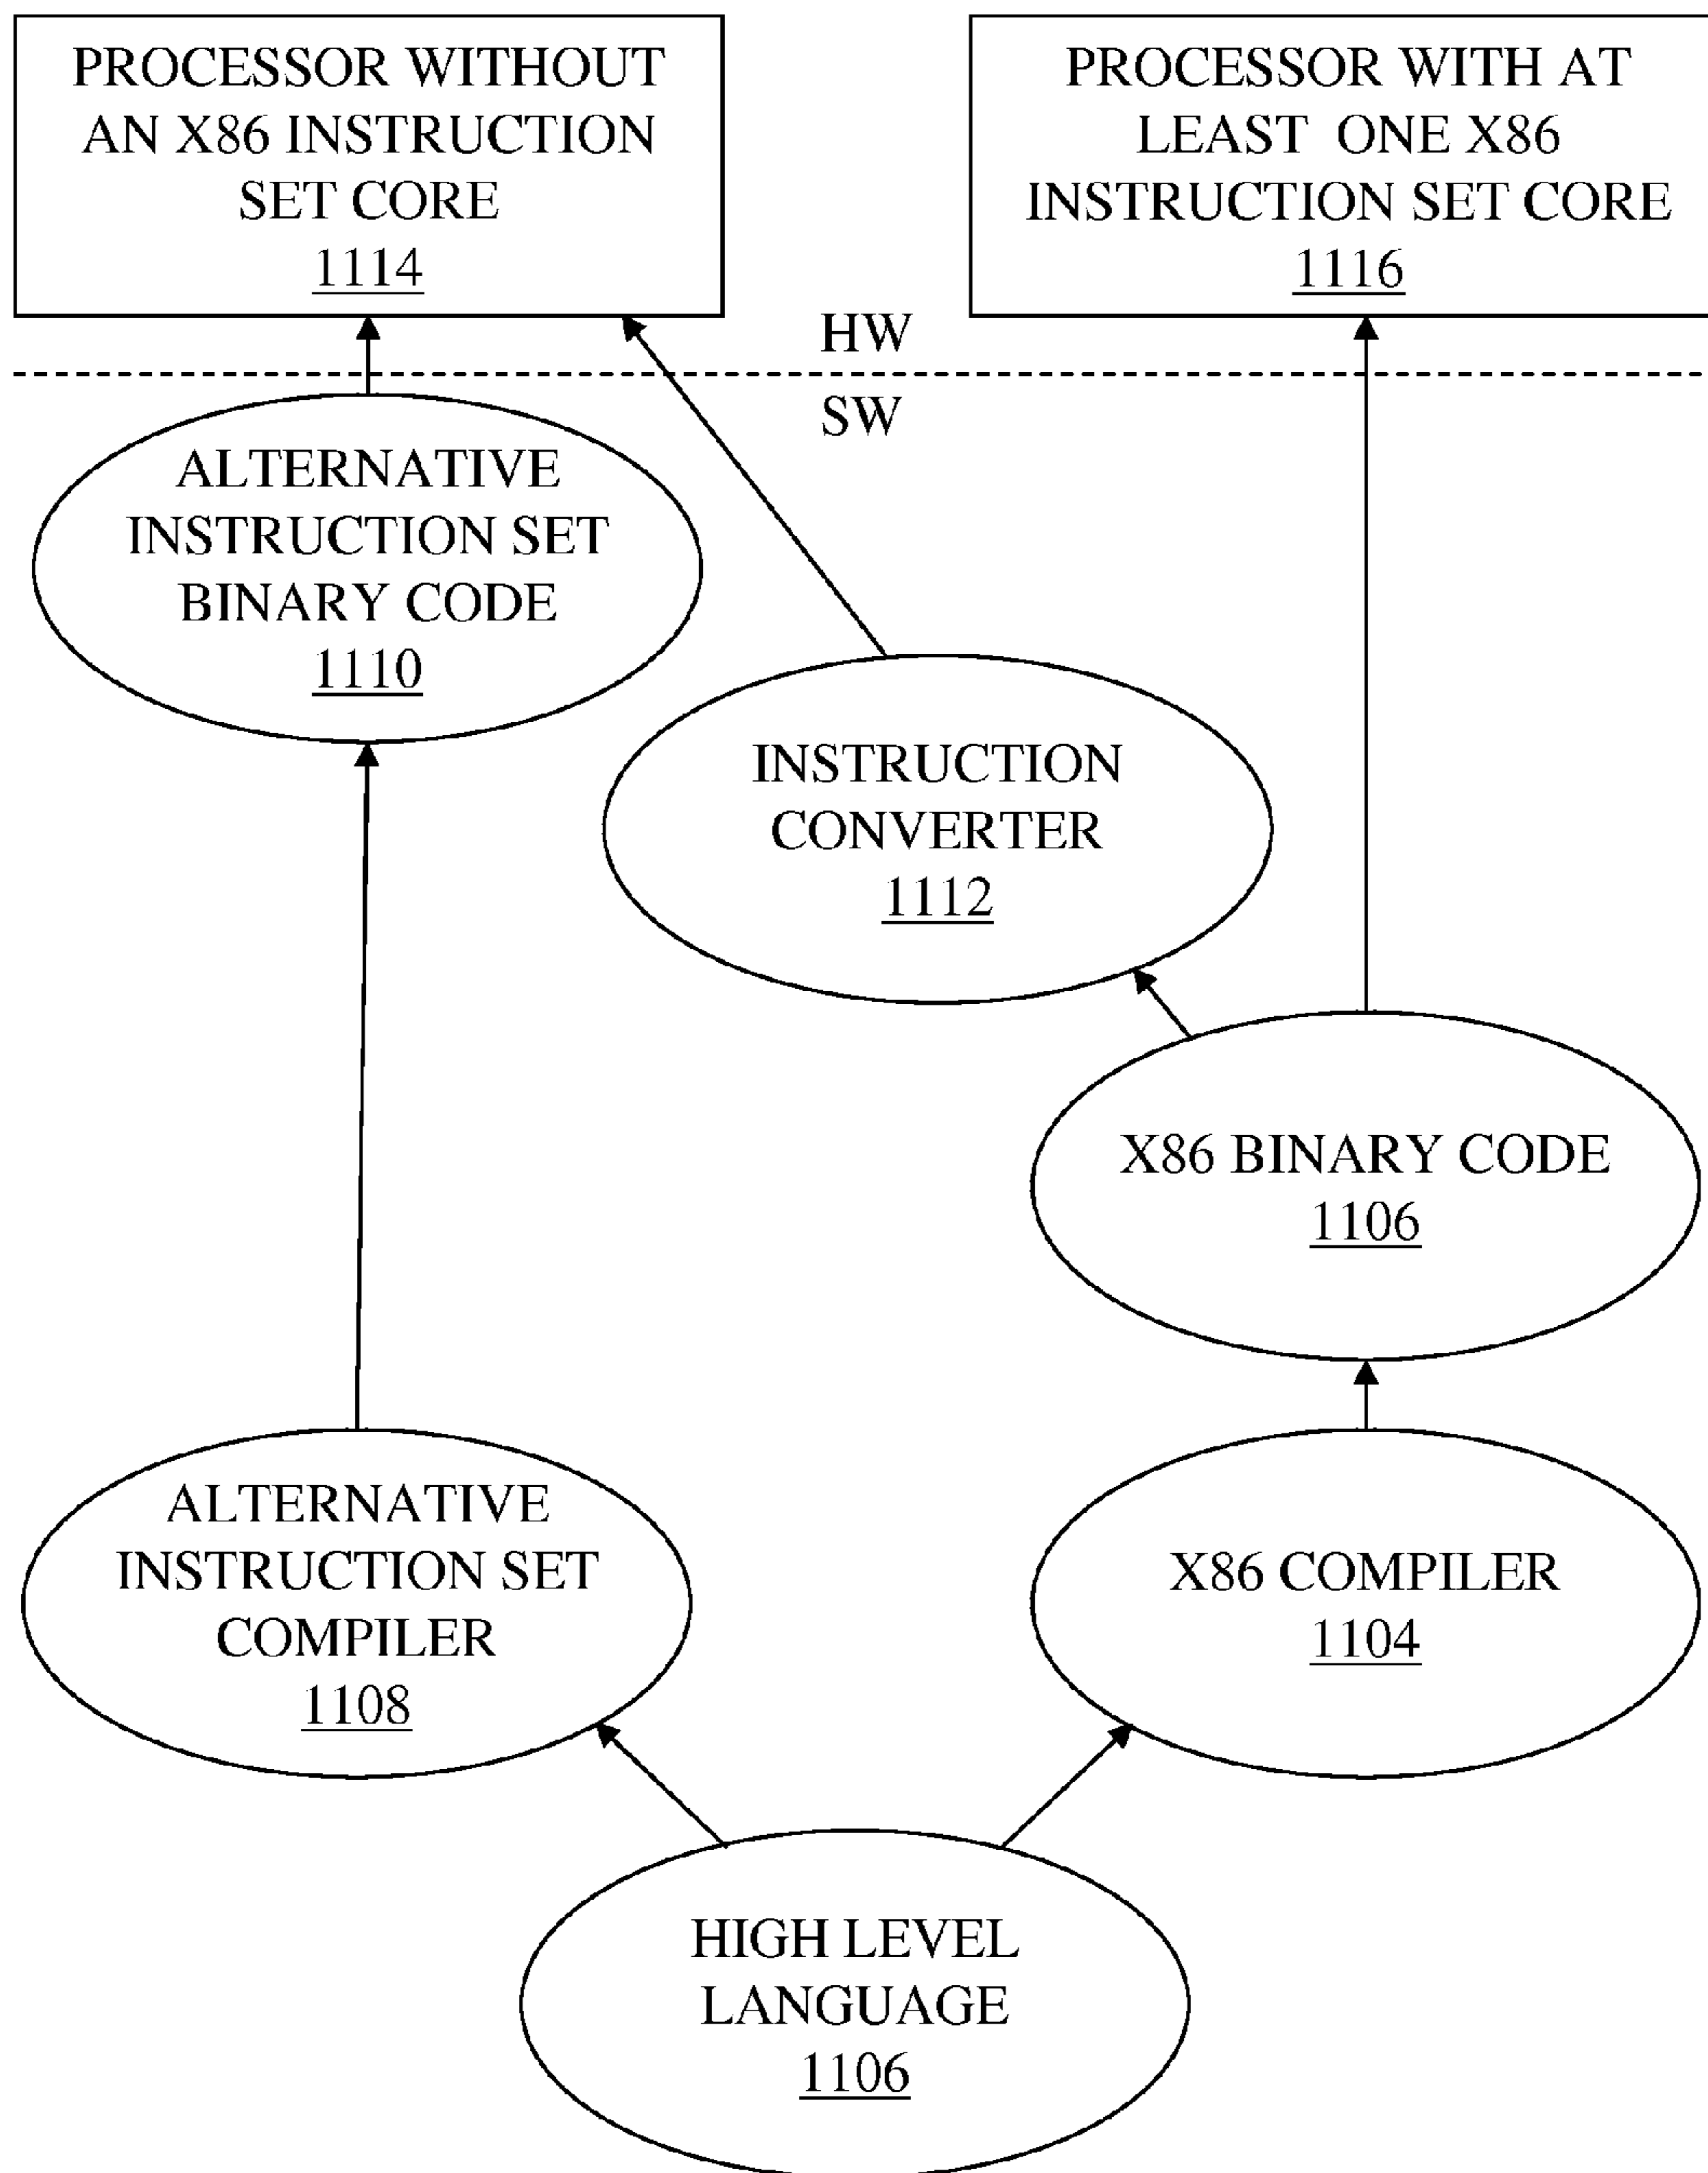 PROCESSOR WITHOUT
AN X86 INSTRUCTION
SET CORE
1114
PROCESSOR WITH AT
LEAST ONE X86
INSTRUCTION SET CORE
1116
HW
SW
ALTERNATIVE
INSTRUCTION SET
BINARY CODE
1110
INSTRUCTION
CONVERTER
1112
X86 BINARY CODE
1106
ALTERNATIVE
INSTRUCTION SET
COMPILER
1108
X86 COMPILER
1104
HIGH LEVEL
LANGUAGE
1106